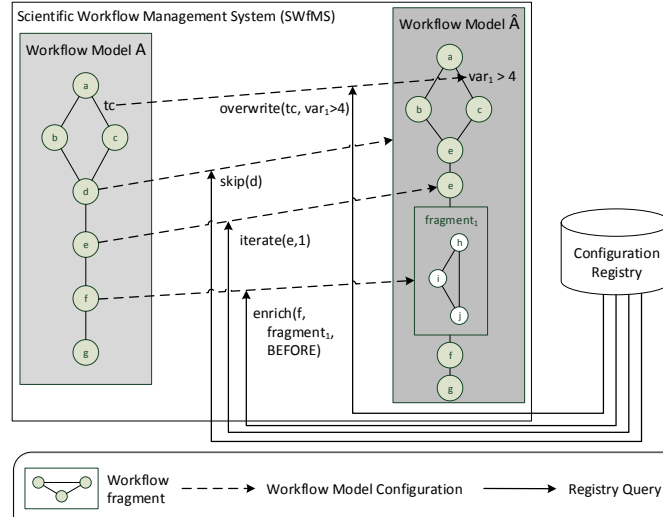 Scientific Workflow Management System (SWfMS)
Workflow Model A
a
tc
b
c
d
e
f
g
overwrite(tc, var₁>4)
skip(d)
iterate(e,1)
enrich(f,
fragment₁,
BEFORE)
Workflow Model Â
a
var₁ > 4
b
c
e
e
fragment₁
h
i
j
f
g
Configuration
Registry
Workflow
fragment
Workflow Model Configuration
Registry Query